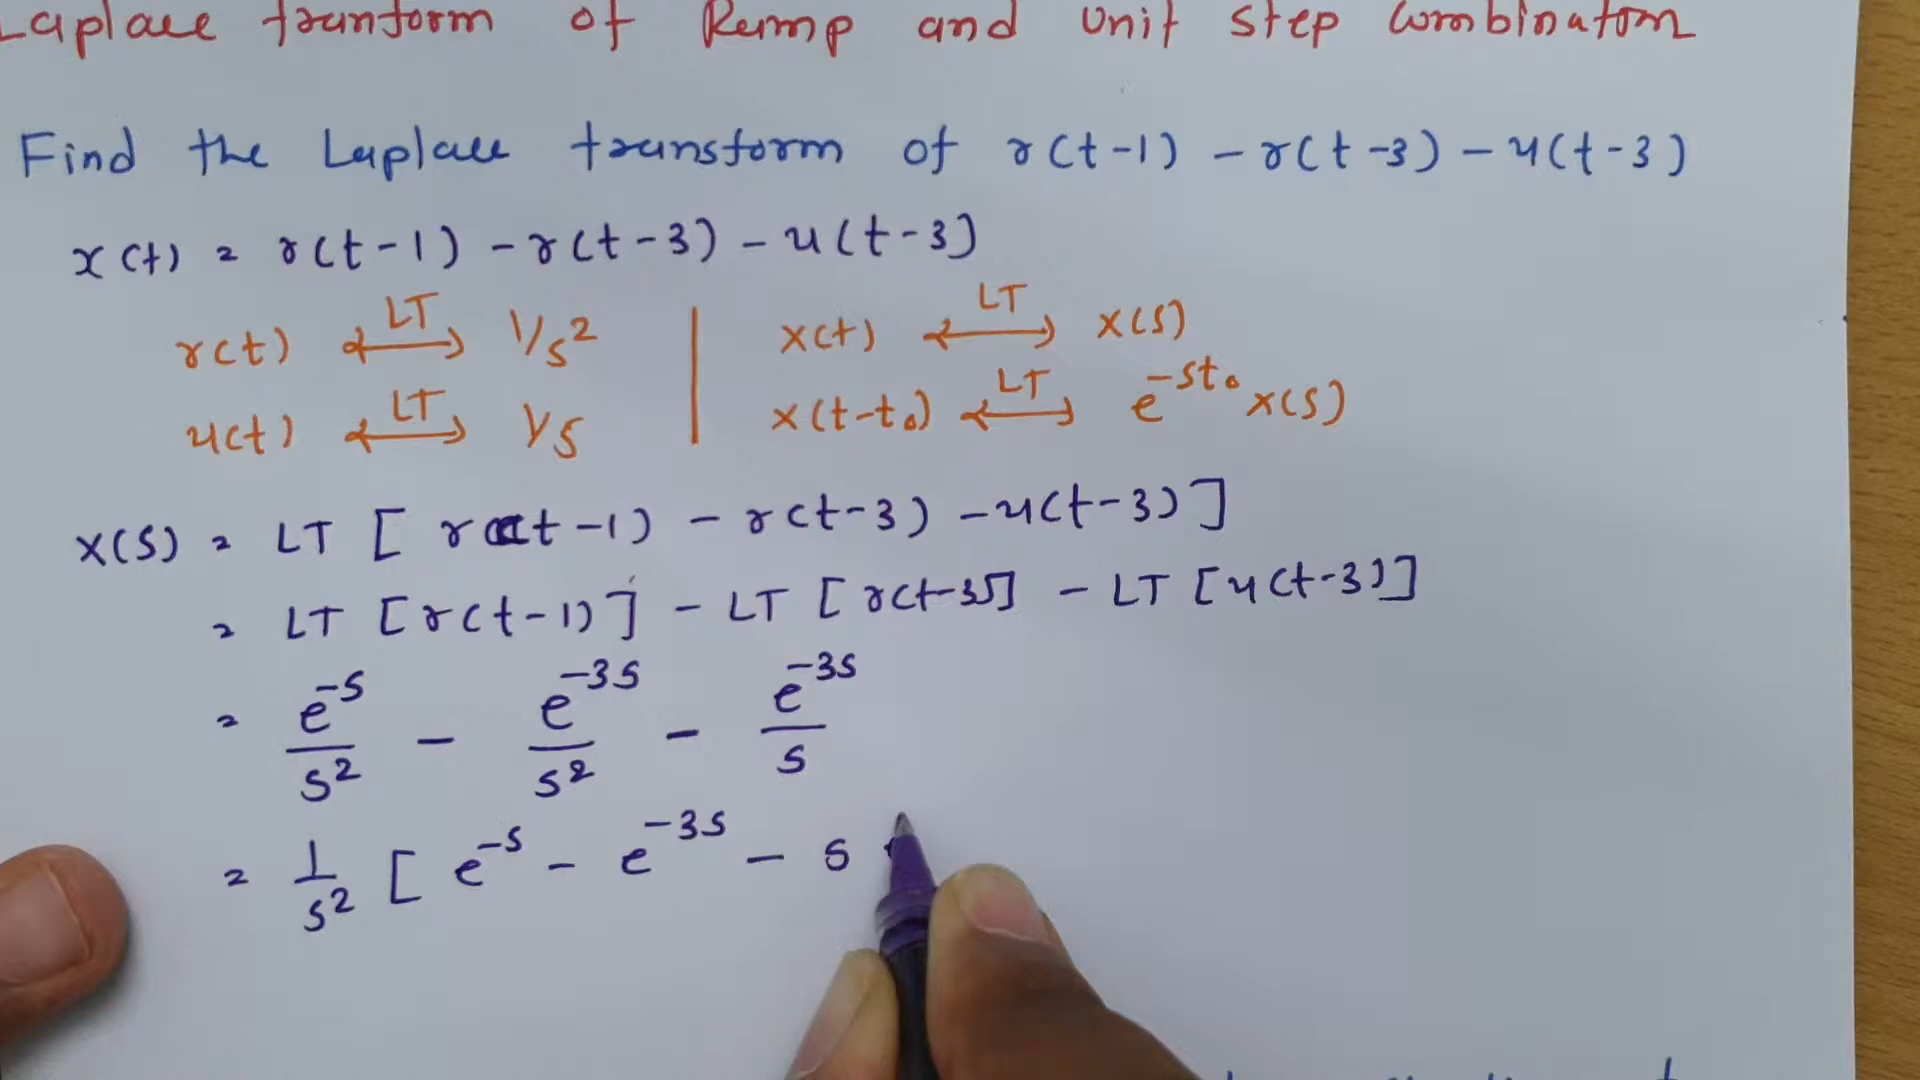 Laplace transform of Ramp and Unit step Combination
Find the Laplace transform of r(t-1) - r(t-3) - u(t-3)
x(t) = r(t-1) - r(t-3) - u(t-3)
r(t) <-LT-> 1/s² | x(t) <-LT-> X(s)
u(t) <-LT-> 1/s | x(t-t₀) <-LT-> e^{-st₀} X(s)
X(s) = LT [ r(t-1) - r(t-3) - u(t-3) ]
= LT [r(t-1)] - LT [r(t-3)] - LT [u(t-3)]
= e^{-s}/s² - e^{-3s}/s² - e^{-3s}/s
= 1/s² [ e^{-s} - e^{-3s} - s